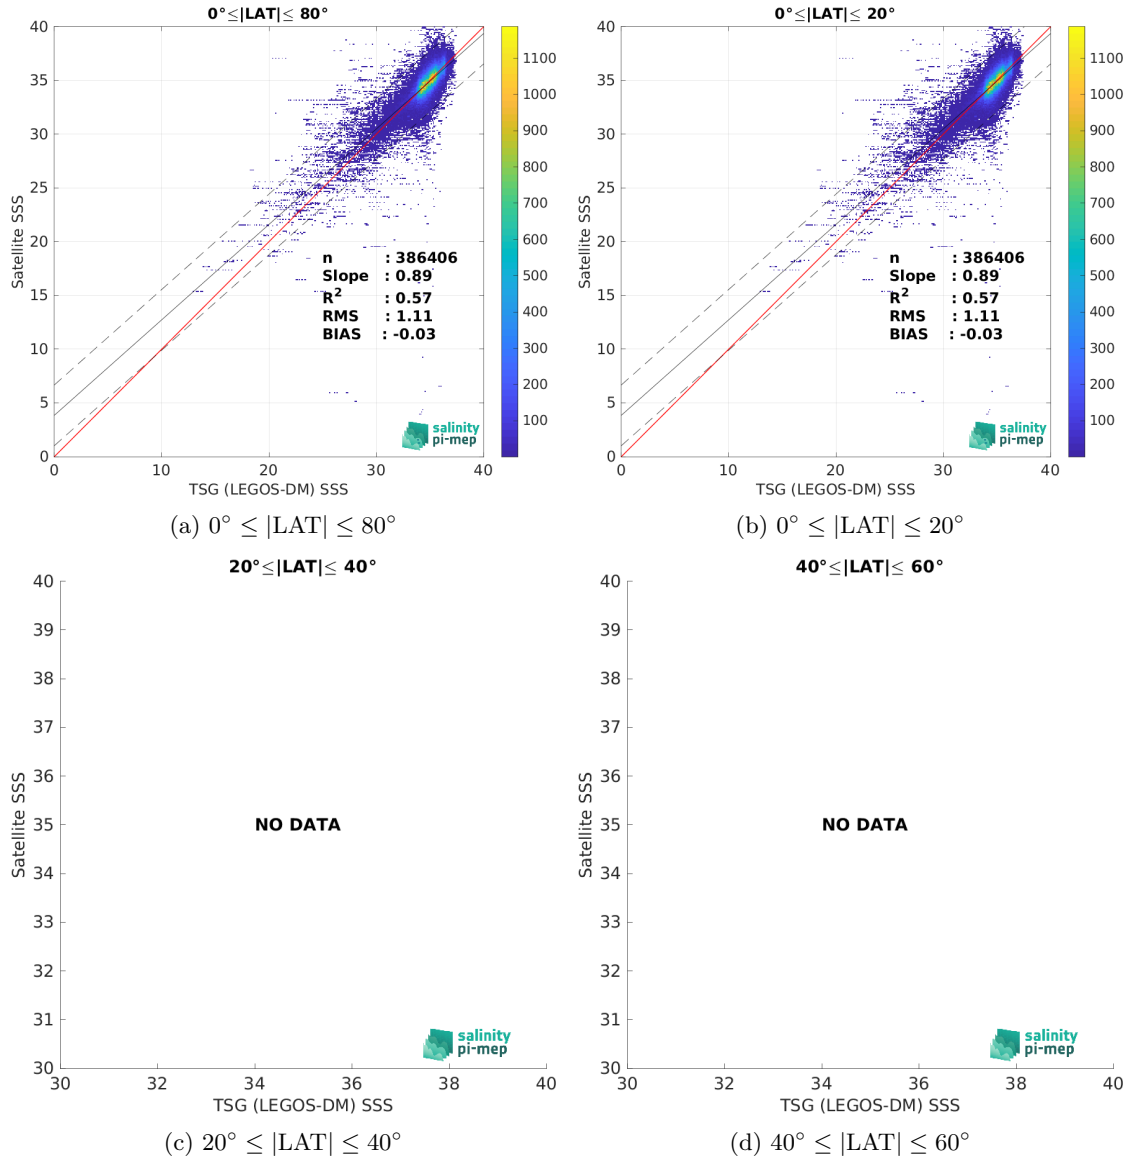 0°≤|LAT|≤ 80°
40
35
30
25
20
15
10
5
0
Satellite SSS
n : 386406
Slope : 0.89
R² : 0.57
RMS : 1.11
BIAS : -0.03
salinity
pi-mep
0 10 20 30 40
TSG (LEGOS-DM) SSS
1100
1000
900
800
700
600
500
400
300
200
100
(a) 0° ≤ |LAT| ≤ 80°
0°≤|LAT|≤ 20°
40
35
30
25
20
15
10
5
0
Satellite SSS
n : 386406
Slope : 0.89
R² : 0.57
RMS : 1.11
BIAS : -0.03
salinity
pi-mep
0 10 20 30 40
TSG (LEGOS-DM) SSS
1100
1000
900
800
700
600
500
400
300
200
100
(b) 0° ≤ |LAT| ≤ 20°
20°≤|LAT|≤ 40°
40
39
38
37
36
35
34
33
32
31
30
Satellite SSS
NO DATA
salinity
pi-mep
30 32 34 36 38 40
TSG (LEGOS-DM) SSS
(c) 20° ≤ |LAT| ≤ 40°
40°≤|LAT|≤ 60°
40
39
38
37
36
35
34
33
32
31
30
Satellite SSS
NO DATA
salinity
pi-mep
30 32 34 36 38 40
TSG (LEGOS-DM) SSS
(d) 40° ≤ |LAT| ≤ 60°